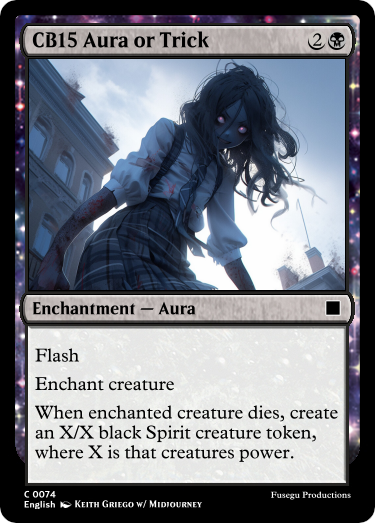 CB15 Aura or Trick 2
Enchantment — Aura
Flash
Enchant creature
When enchanted creature dies, create
an X/X black Spirit creature token,
where X is that creatures power.
C 0074
English Keith Griego w/ Midjourney
Fusegu Productions